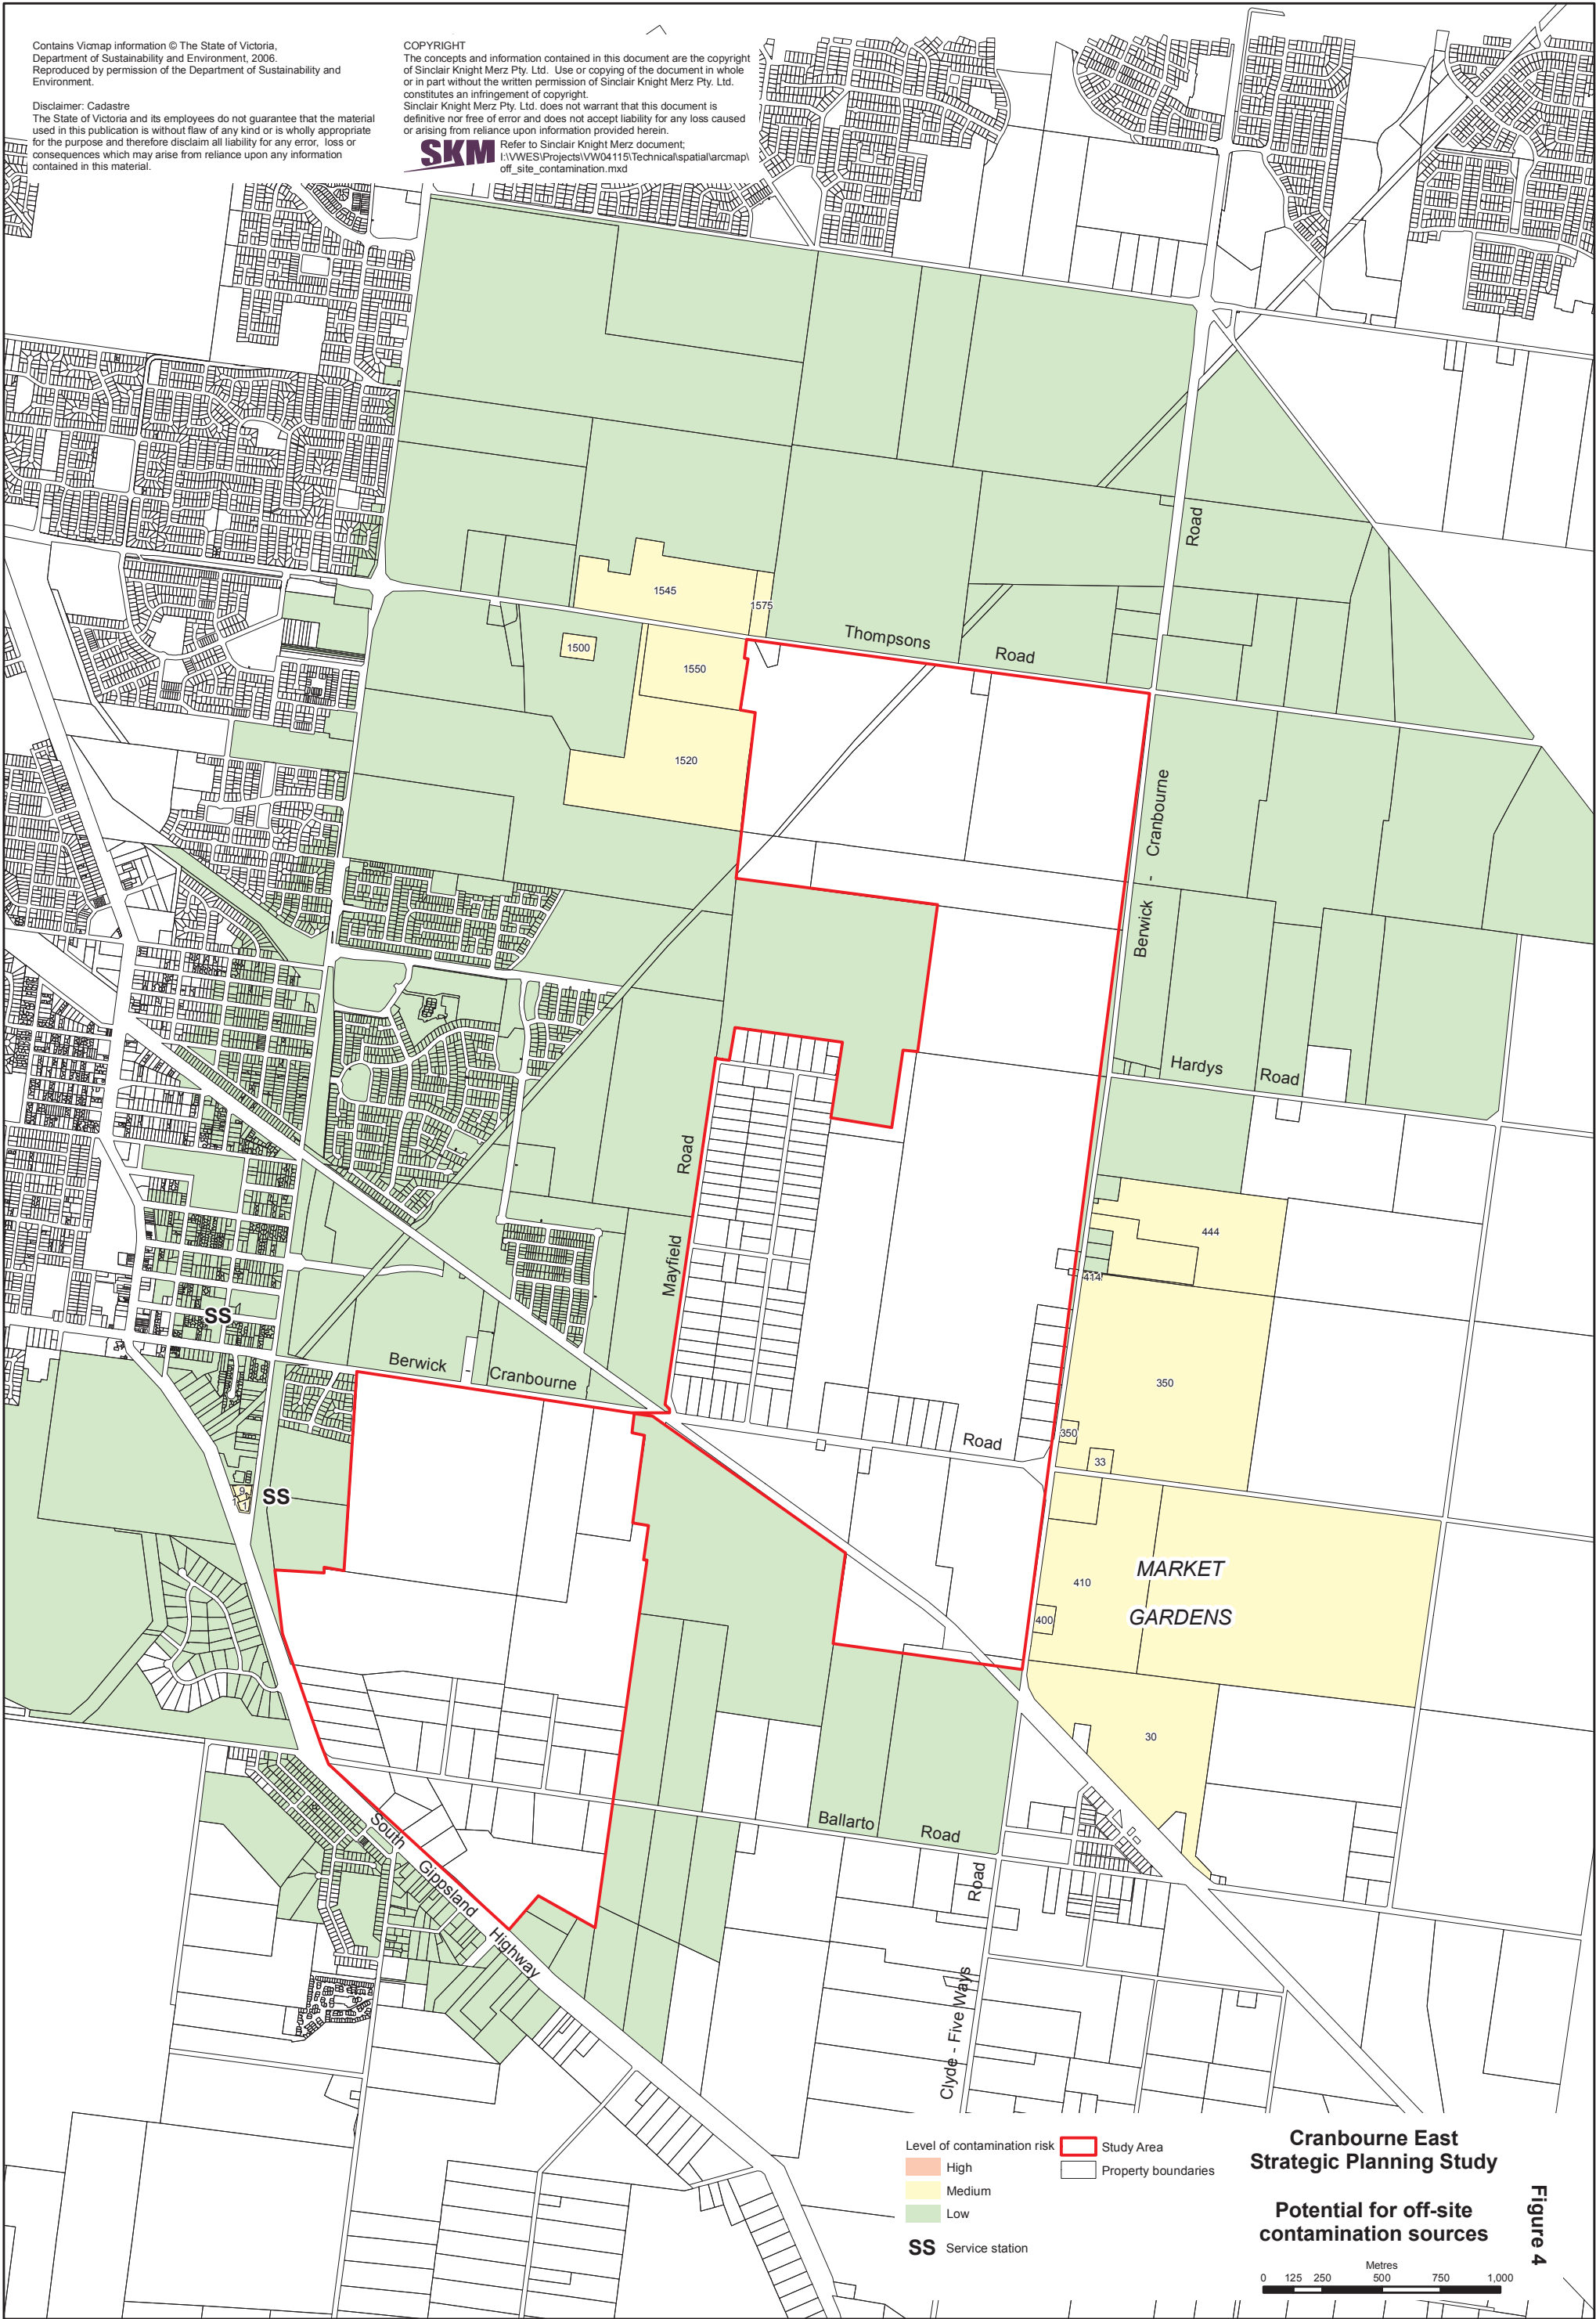 Contains Vicmap information © The State of Victoria,
Department of Sustainability and Environment, 2006.
Reproduced by permission of the Department of Sustainability and
Environment.
Disclaimer: Cadastre
The State of Victoria and its employees do not guarantee that the material
used in this publication is without flaw of any kind or is wholly appropriate
for the purpose and therefore disclaim all liability for any error, loss or
consequences which may arise from reliance upon any information
contained in this material.
COPYRIGHT
The concepts and information contained in this document are the copyright
of Sinclair Knight Merz Pty. Ltd. Use or copying of the document in whole
or in part without the written permission of Sinclair Knight Merz Pty. Ltd.
constitutes an infringement of copyright.
Sinclair Knight Merz Pty. Ltd. does not warrant that this document is
definitive nor free of error and does not accept liability for any loss caused
or arising from reliance upon information provided herein.
SKM
Refer to Sinclair Knight Merz document;
I:\VWES\Projects\VW04115\Technical\spatial\arcmap\
off_site_contamination.mxd
Road
1545
1575
Thompsons
Road
1500
1550
1520
Berwick - Cranbourne
Hardys
Road
Mayfield
Road
444
414
SS
Berwick
-
Cranbourne
350
350
33
Road
SS
9
1
MARKET
GARDENS
410
400
30
South
Gippsland
Highway
Ballarto
Road
Clyde - Five Ways
Road
Level of contamination risk
High
Medium
Low
SS Service station
Study Area
Property boundaries
Cranbourne East
Strategic Planning Study
Potential for off-site
contamination sources
Figure 4
Metres
0 125 250 500 750 1,000